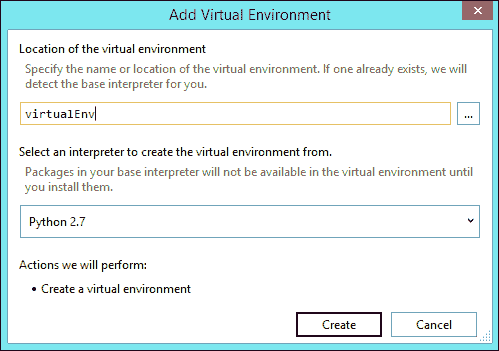 Add Virtual Environment
Location of the virtual environment
Specify the name or location of the virtual environment. If one already exists, we will
detect the base interpreter for you.
virtualEnv
...
Select an interpreter to create the virtual environment from.
Packages in your base interpreter will not be available in the virtual environment until
you install them.
Python 2.7
Actions we will perform:
• Create a virtual environment
Create
Cancel